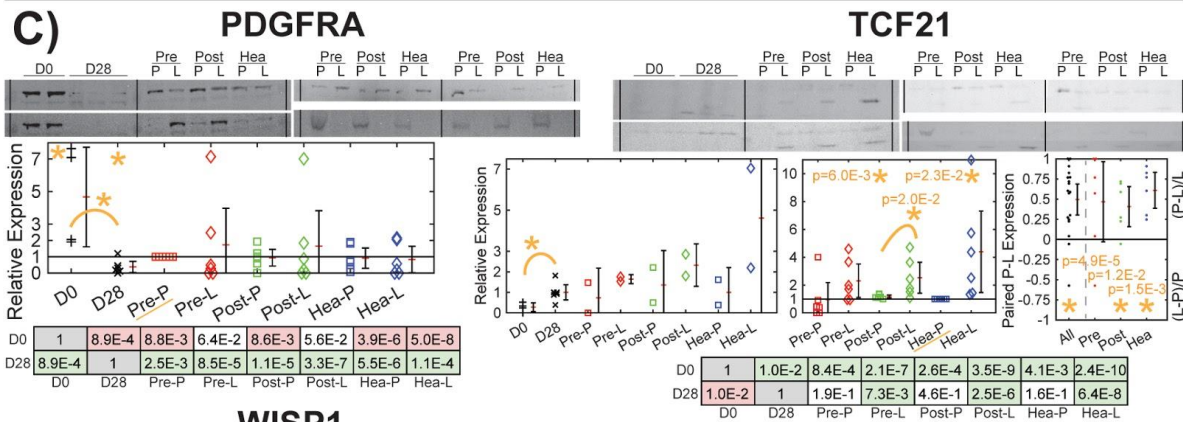 C)
PDGFRA
TCF21
Pre Post Hea
D0 D28 P L P L P L
Pre Post Hea
P L P L P L
Pre Post Hea
P L P L P L
Pre Post Hea
D0 D28 P L P L P L
Pre Post Hea
P L P L P L
Pre Post Hea
P L P L P L
Relative Expression
7
5
3
2
1
0
D0 D28 Pre-P Pre-L Post-P Post-L Hea-P Hea-L
D0 1 8.9E-4 8.8E-3 6.4E-2 8.6E-3 5.6E-2 3.9E-6 5.0E-8
D28 8.9E-4 1 2.5E-3 8.5E-5 1.1E-5 3.3E-7 5.5E-6 1.1E-4
D0 D28 Pre-P Pre-L Post-P Post-L Hea-P Hea-L
Relative Expression
7
5
3
2
1
0
D0 D28 Pre-P Pre-L Post-P Post-L Hea-P Hea-L
10
8
6
4
2
1
0
p=6.0E-3
p=2.3E-2
p=2.0E-2
Pre-P Pre-L Post-P Post-L Hea-P Hea-L
Paired P-L Expression
1
0.75
0.5
0.25
0
-0.25
-0.5
-0.75
-1
(P-L)/L
(L-P)/P
p=4.9E-5
p=1.2E-2
p=1.5E-3
All Pre Post Hea
D0 1 1.0E-2 8.4E-4 2.1E-7 2.6E-4 3.5E-9 4.1E-3 2.4E-10
D28 1.0E-2 1 1.9E-1 7.3E-3 4.6E-1 2.5E-6 1.6E-1 6.4E-8
D0 D28 Pre-P Pre-L Post-P Post-L Hea-P Hea-L
WISP1